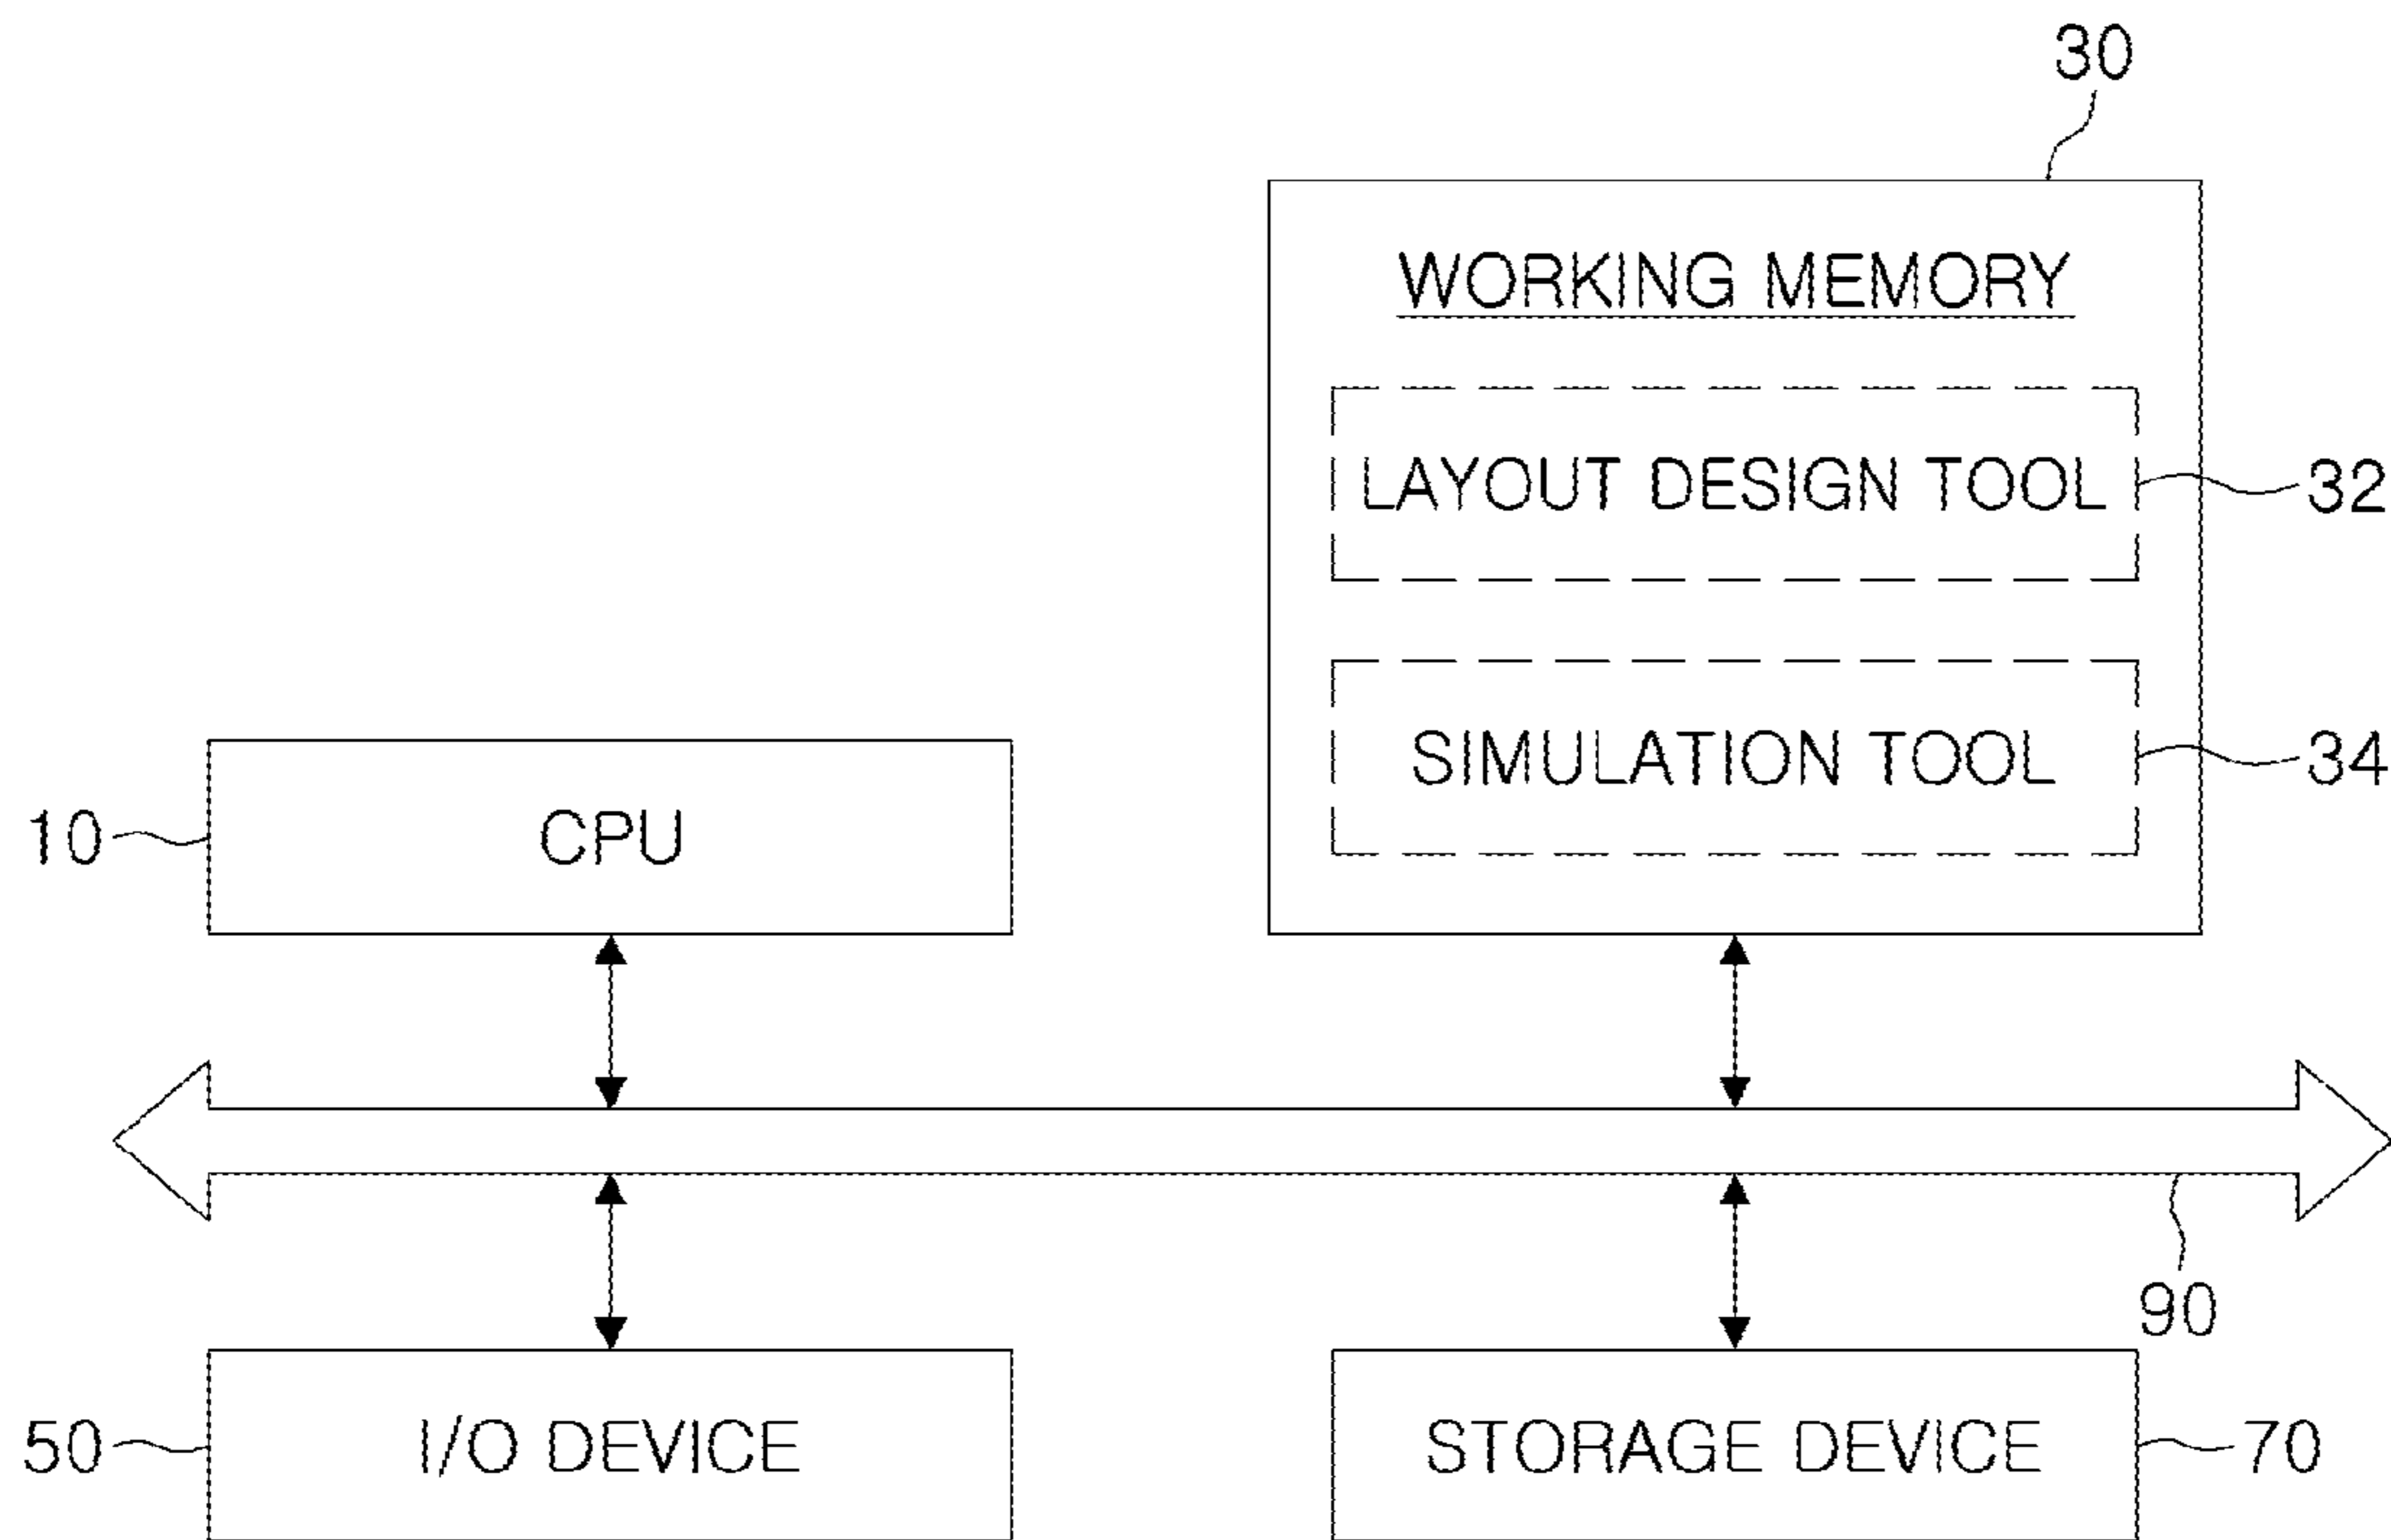 30
WORKING MEMORY
LAYOUT DESIGN TOOL
32
SIMULATION TOOL
34
10
CPU
90
50
I/O DEVICE
STORAGE DEVICE
70